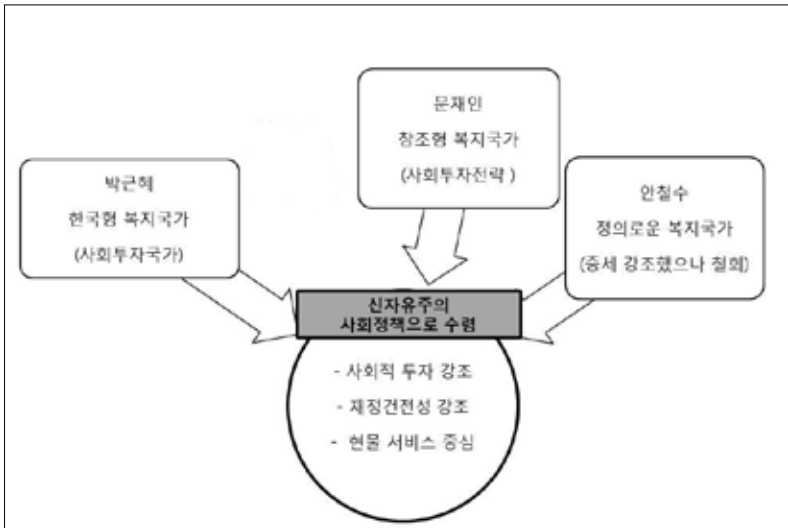 문재인
창조형 복지국가
(사회투자전략 )
박근혜
한국형 복지국가
(사회투자국가)
안철수
정의로운 복지국가
(증세 강조했으나 철회)
신자유주의
사회정책으로 수렴
- 사회적 투자 강조
- 재정건전성 강조
- 현물 서비스 중심